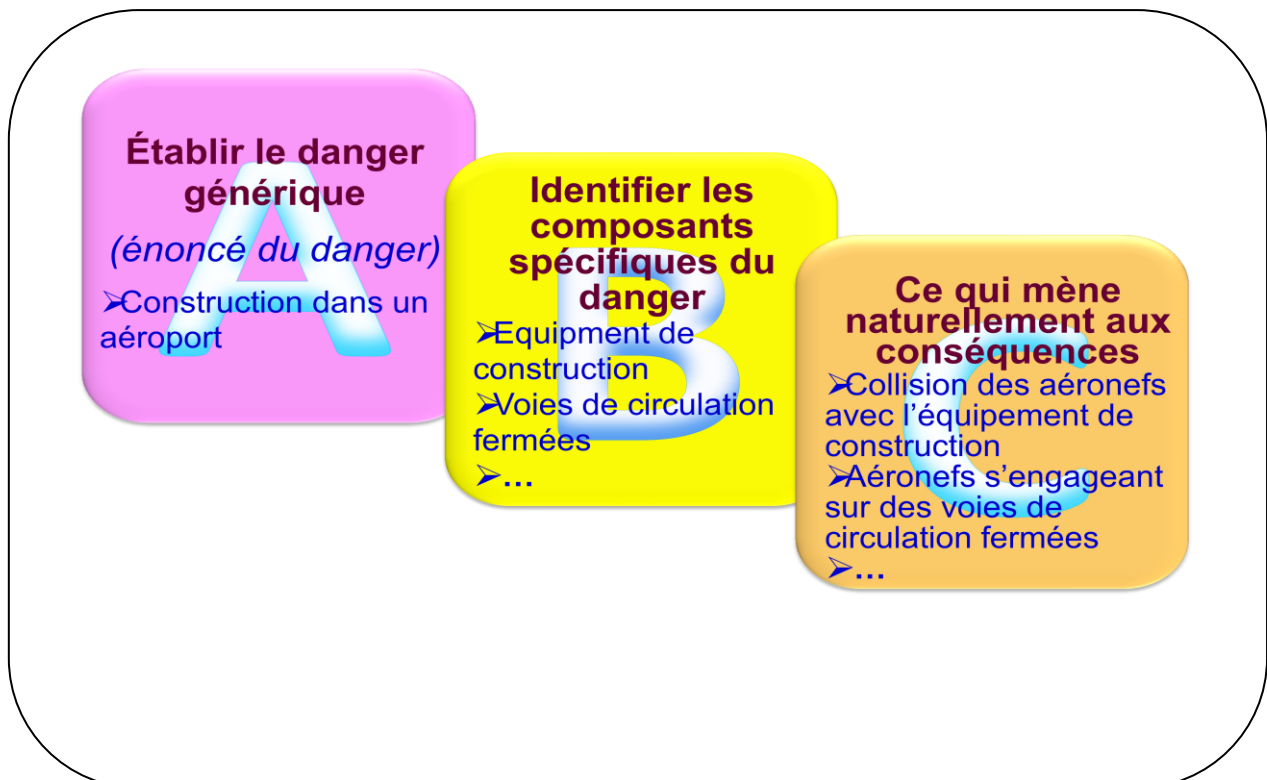 A
Établir le danger
générique
(énoncé du danger)
➢Construction dans un
aéroport
B
Identifier les
composants
spécifiques du
danger
➢Equipment de
construction
➢Voies de circulation
fermées
➢...
C
Ce qui mène
naturellement aux
conséquences
➢Collision des aéronefs
avec l’équipement de
construction
➢Aéronefs s’engageant
sur des voies de
circulation fermées
➢...